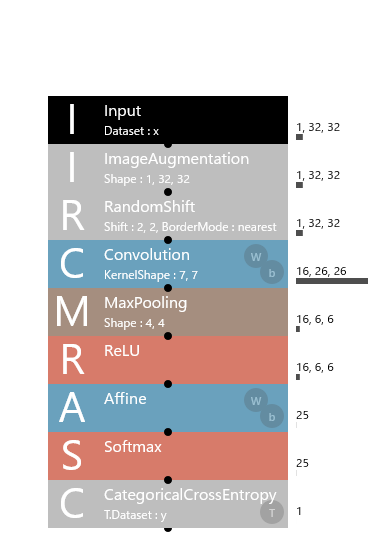 I Input
Dataset : x
1, 32, 32
I ImageAugmentation
Shape : 1, 32, 32
1, 32, 32
R RandomShift
Shift : 2, 2, BorderMode : nearest
1, 32, 32
C Convolution W
KernelShape : 7, 7 b
16, 26, 26
M MaxPooling
Shape : 4, 4
16, 6, 6
R ReLU
16, 6, 6
A Affine W
b
25
S Softmax
25
C CategoricalCrossEntropy
T.Dataset : y T
1